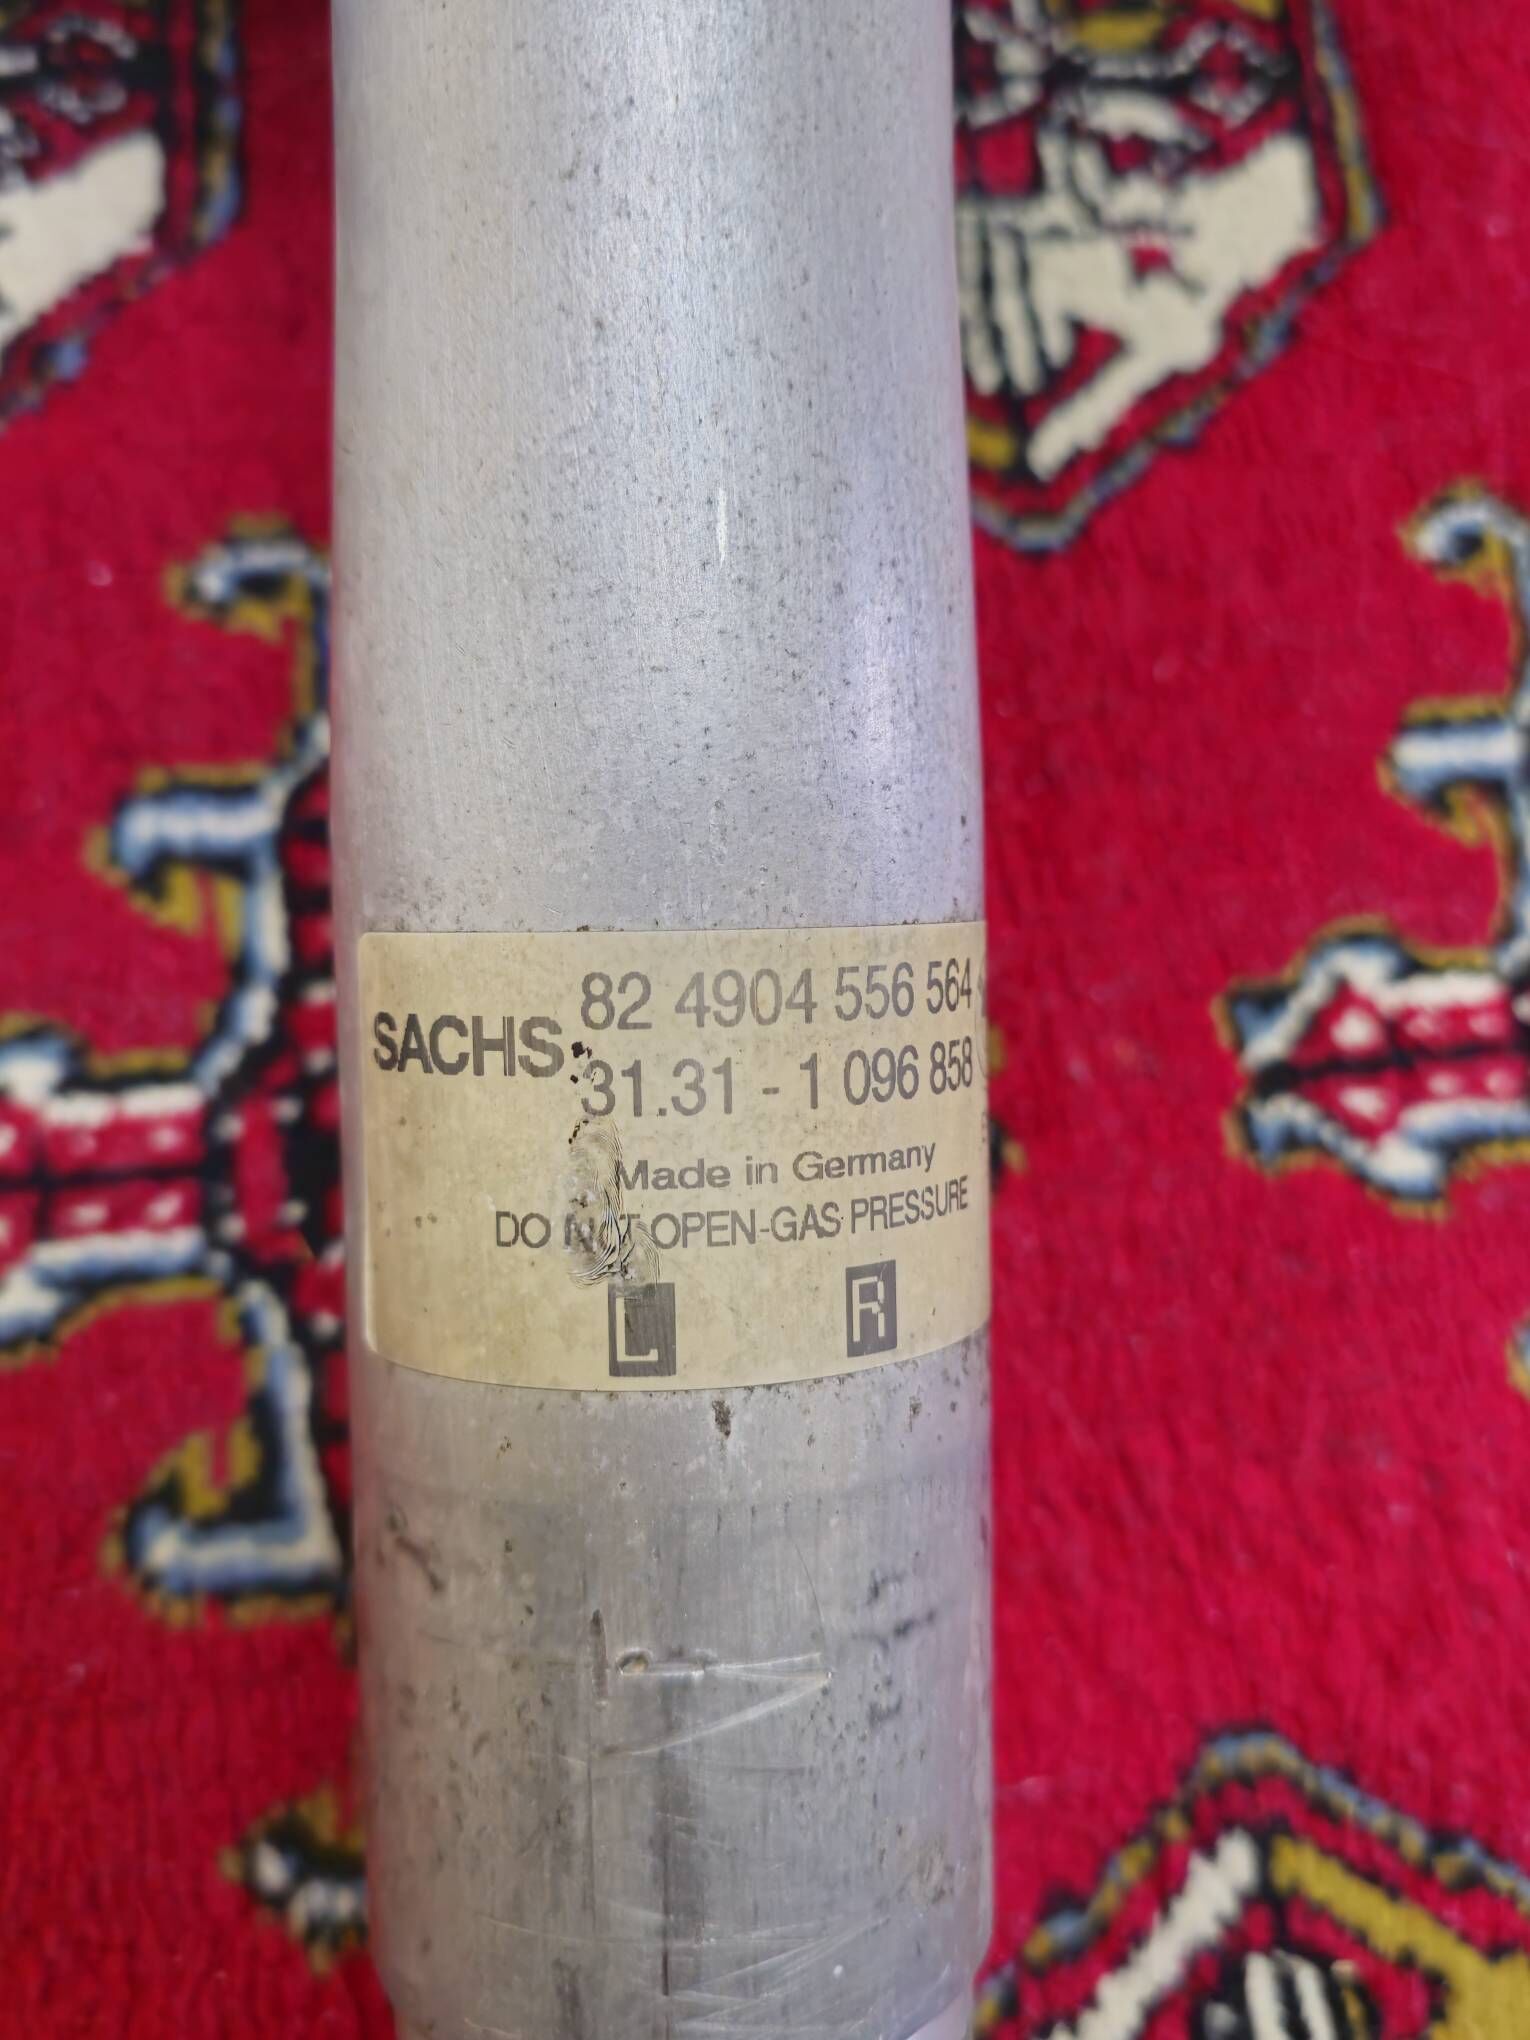 82 4904 556 564
SACHS
31.31 - 1 096 858
Made in Germany
DO NOT OPEN-GAS PRESSURE
L R